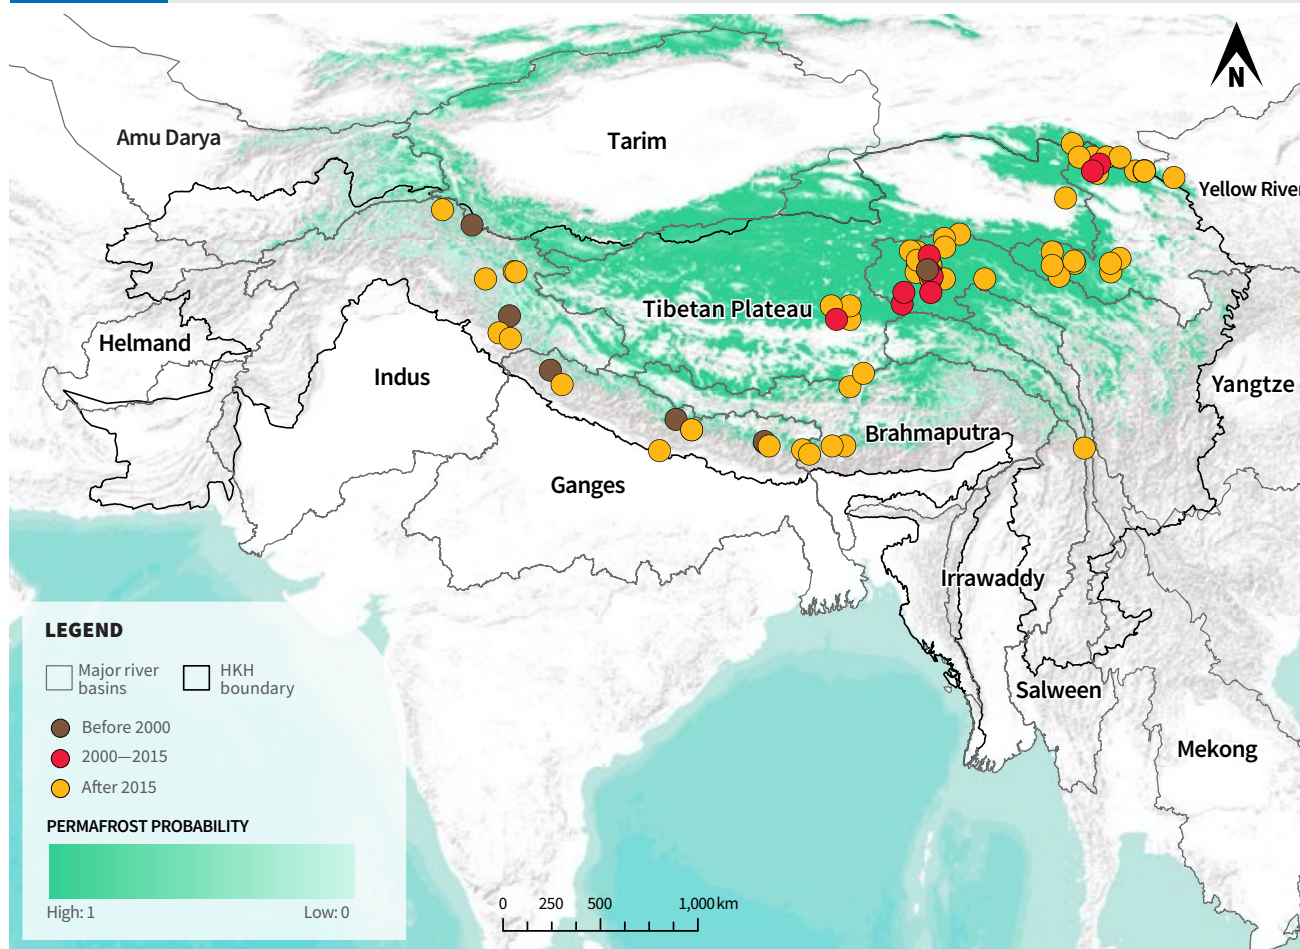 N
Amu Darya
Tarim
Yellow River
Tibetan Plateau
Helmand
Indus
Yangtze
Brahmaputra
Ganges
Irrawaddy
Salween
Mekong
LEGEND
Major river
basins
HKH
boundary
Before 2000
2000—2015
After 2015
PERMAFROST PROBABILITY
High: 1
Low: 0
0 250 500 1,000 km